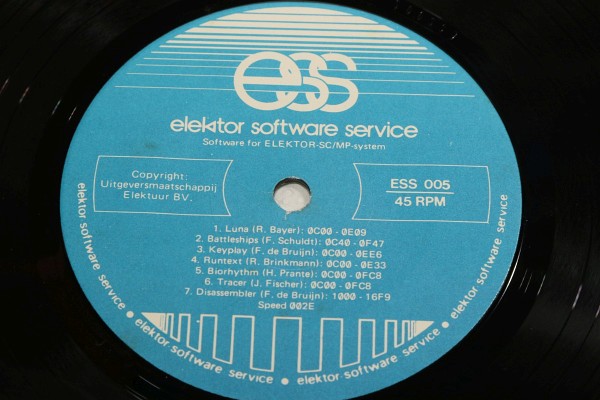 ess
elektor software service
Software for ELEKTOR-SC/MP-system
Copyright:
Uitgeversmaatschappij
Elektuur BV.
ESS 005
45 RPM
1. Luna (R. Bayer): 0C00 - 0E09
2. Battleships (F. Schuldt): 0C40 - 0F47
3. Keyplay (F. de Bruijn): 0C00 - 0EE6
4. Runtext (R. Brinkmann): 0C00 - 0E33
5. Biorhythm (H. Prante): 0C00 - 0FC8
6. Tracer (J. Fischer): 0C00 - 0FC8
7. Disassembler (F. de Bruijn): 1000 - 16F9
Speed 002E
elektor software service • elektor software service • elektor software service • elektor software service